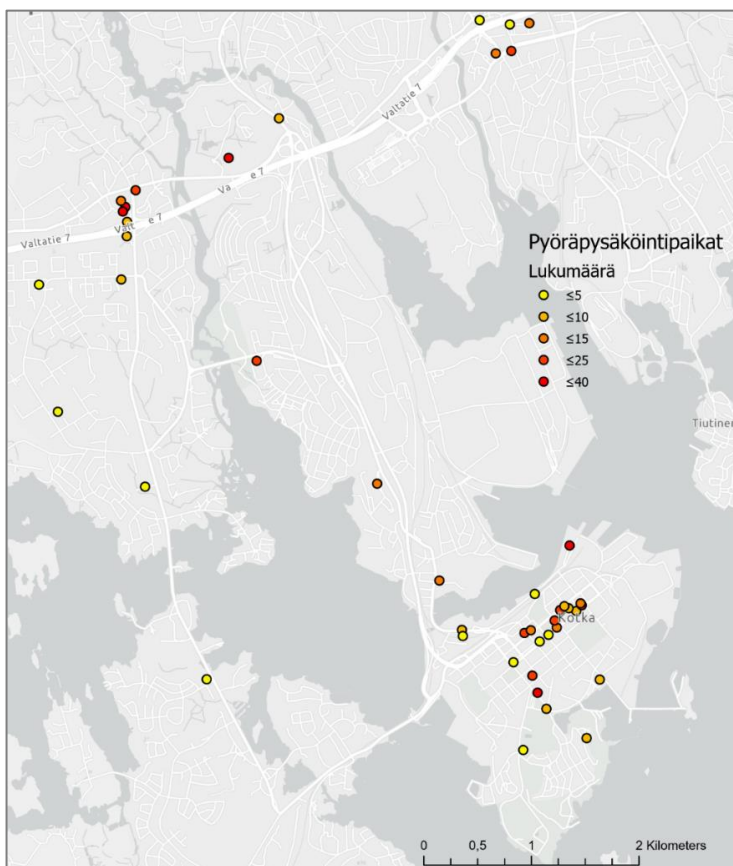 Valtatie 7
Va e 7
Valt e 7
Valtatie 7
Pyöräpysäköintipaikat
Lukumäärä
≤5
≤10
≤15
≤25
≤40
Tiutinen
Kotka
0 0,5 1 2 Kilometers